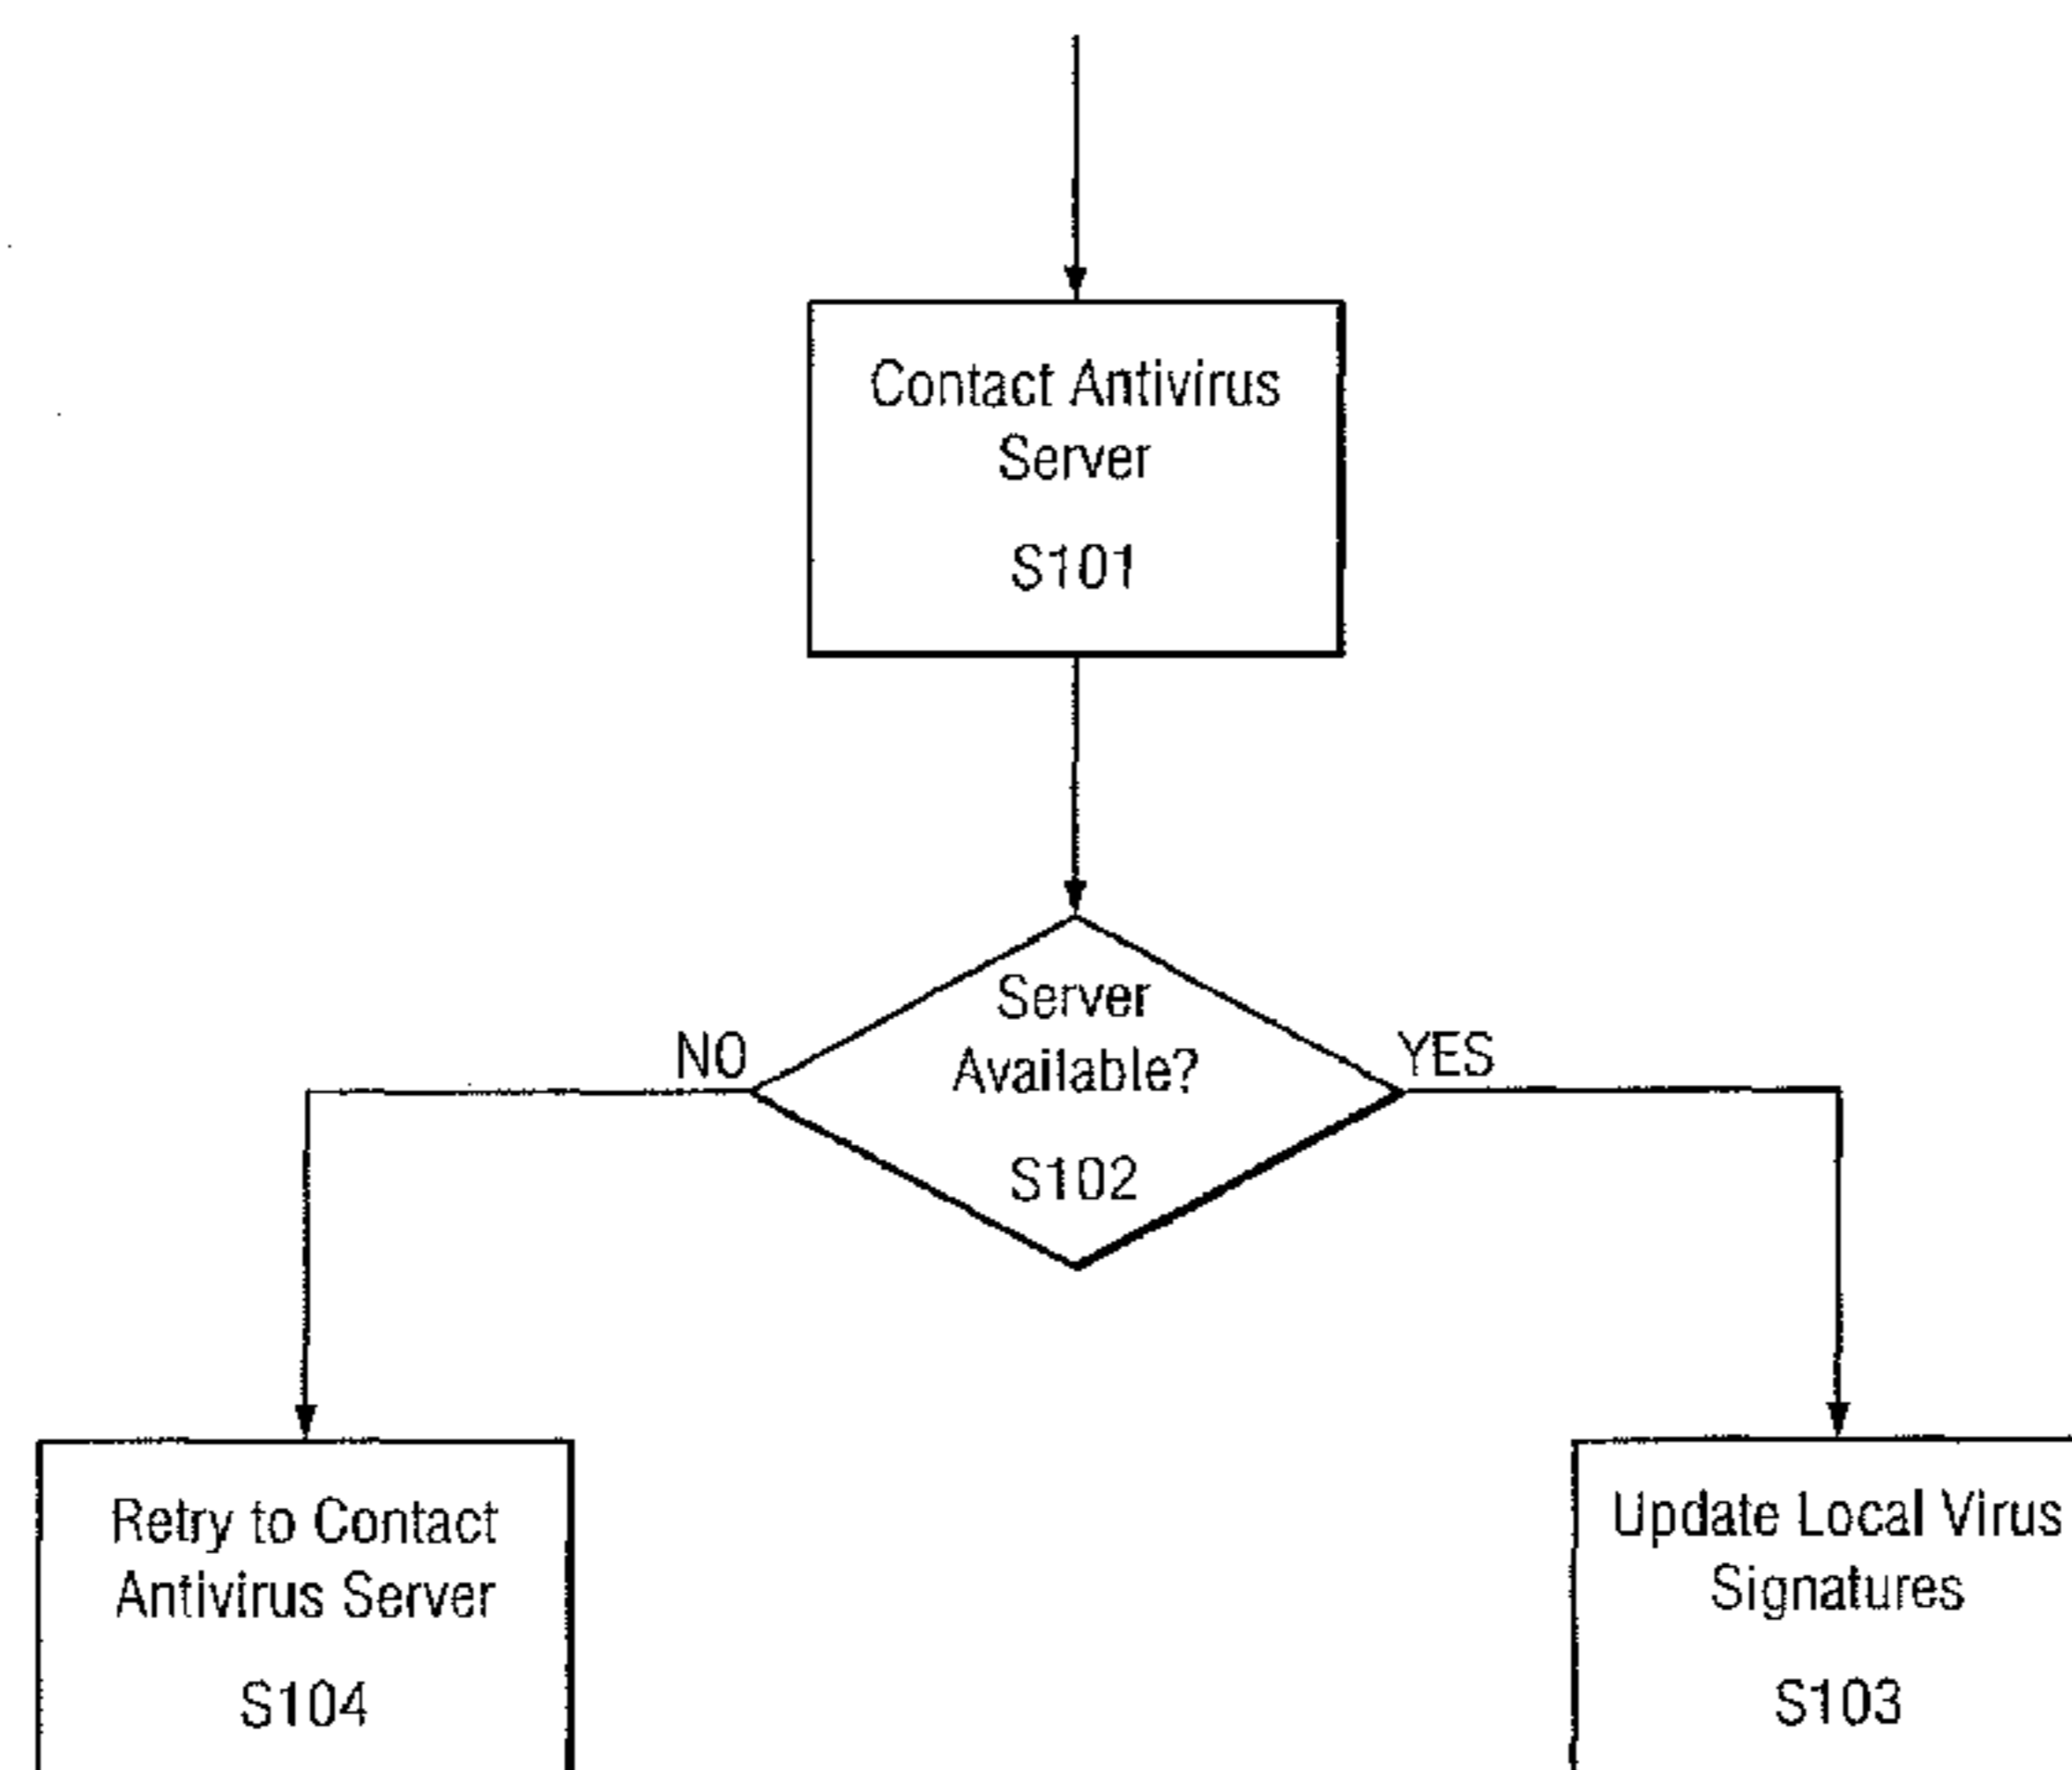 Contact Antivirus
Server
S101
Server
Available?
S102
NO
YES
Retry to Contact
Antivirus Server
S104
Update Local Virus
Signatures
S103